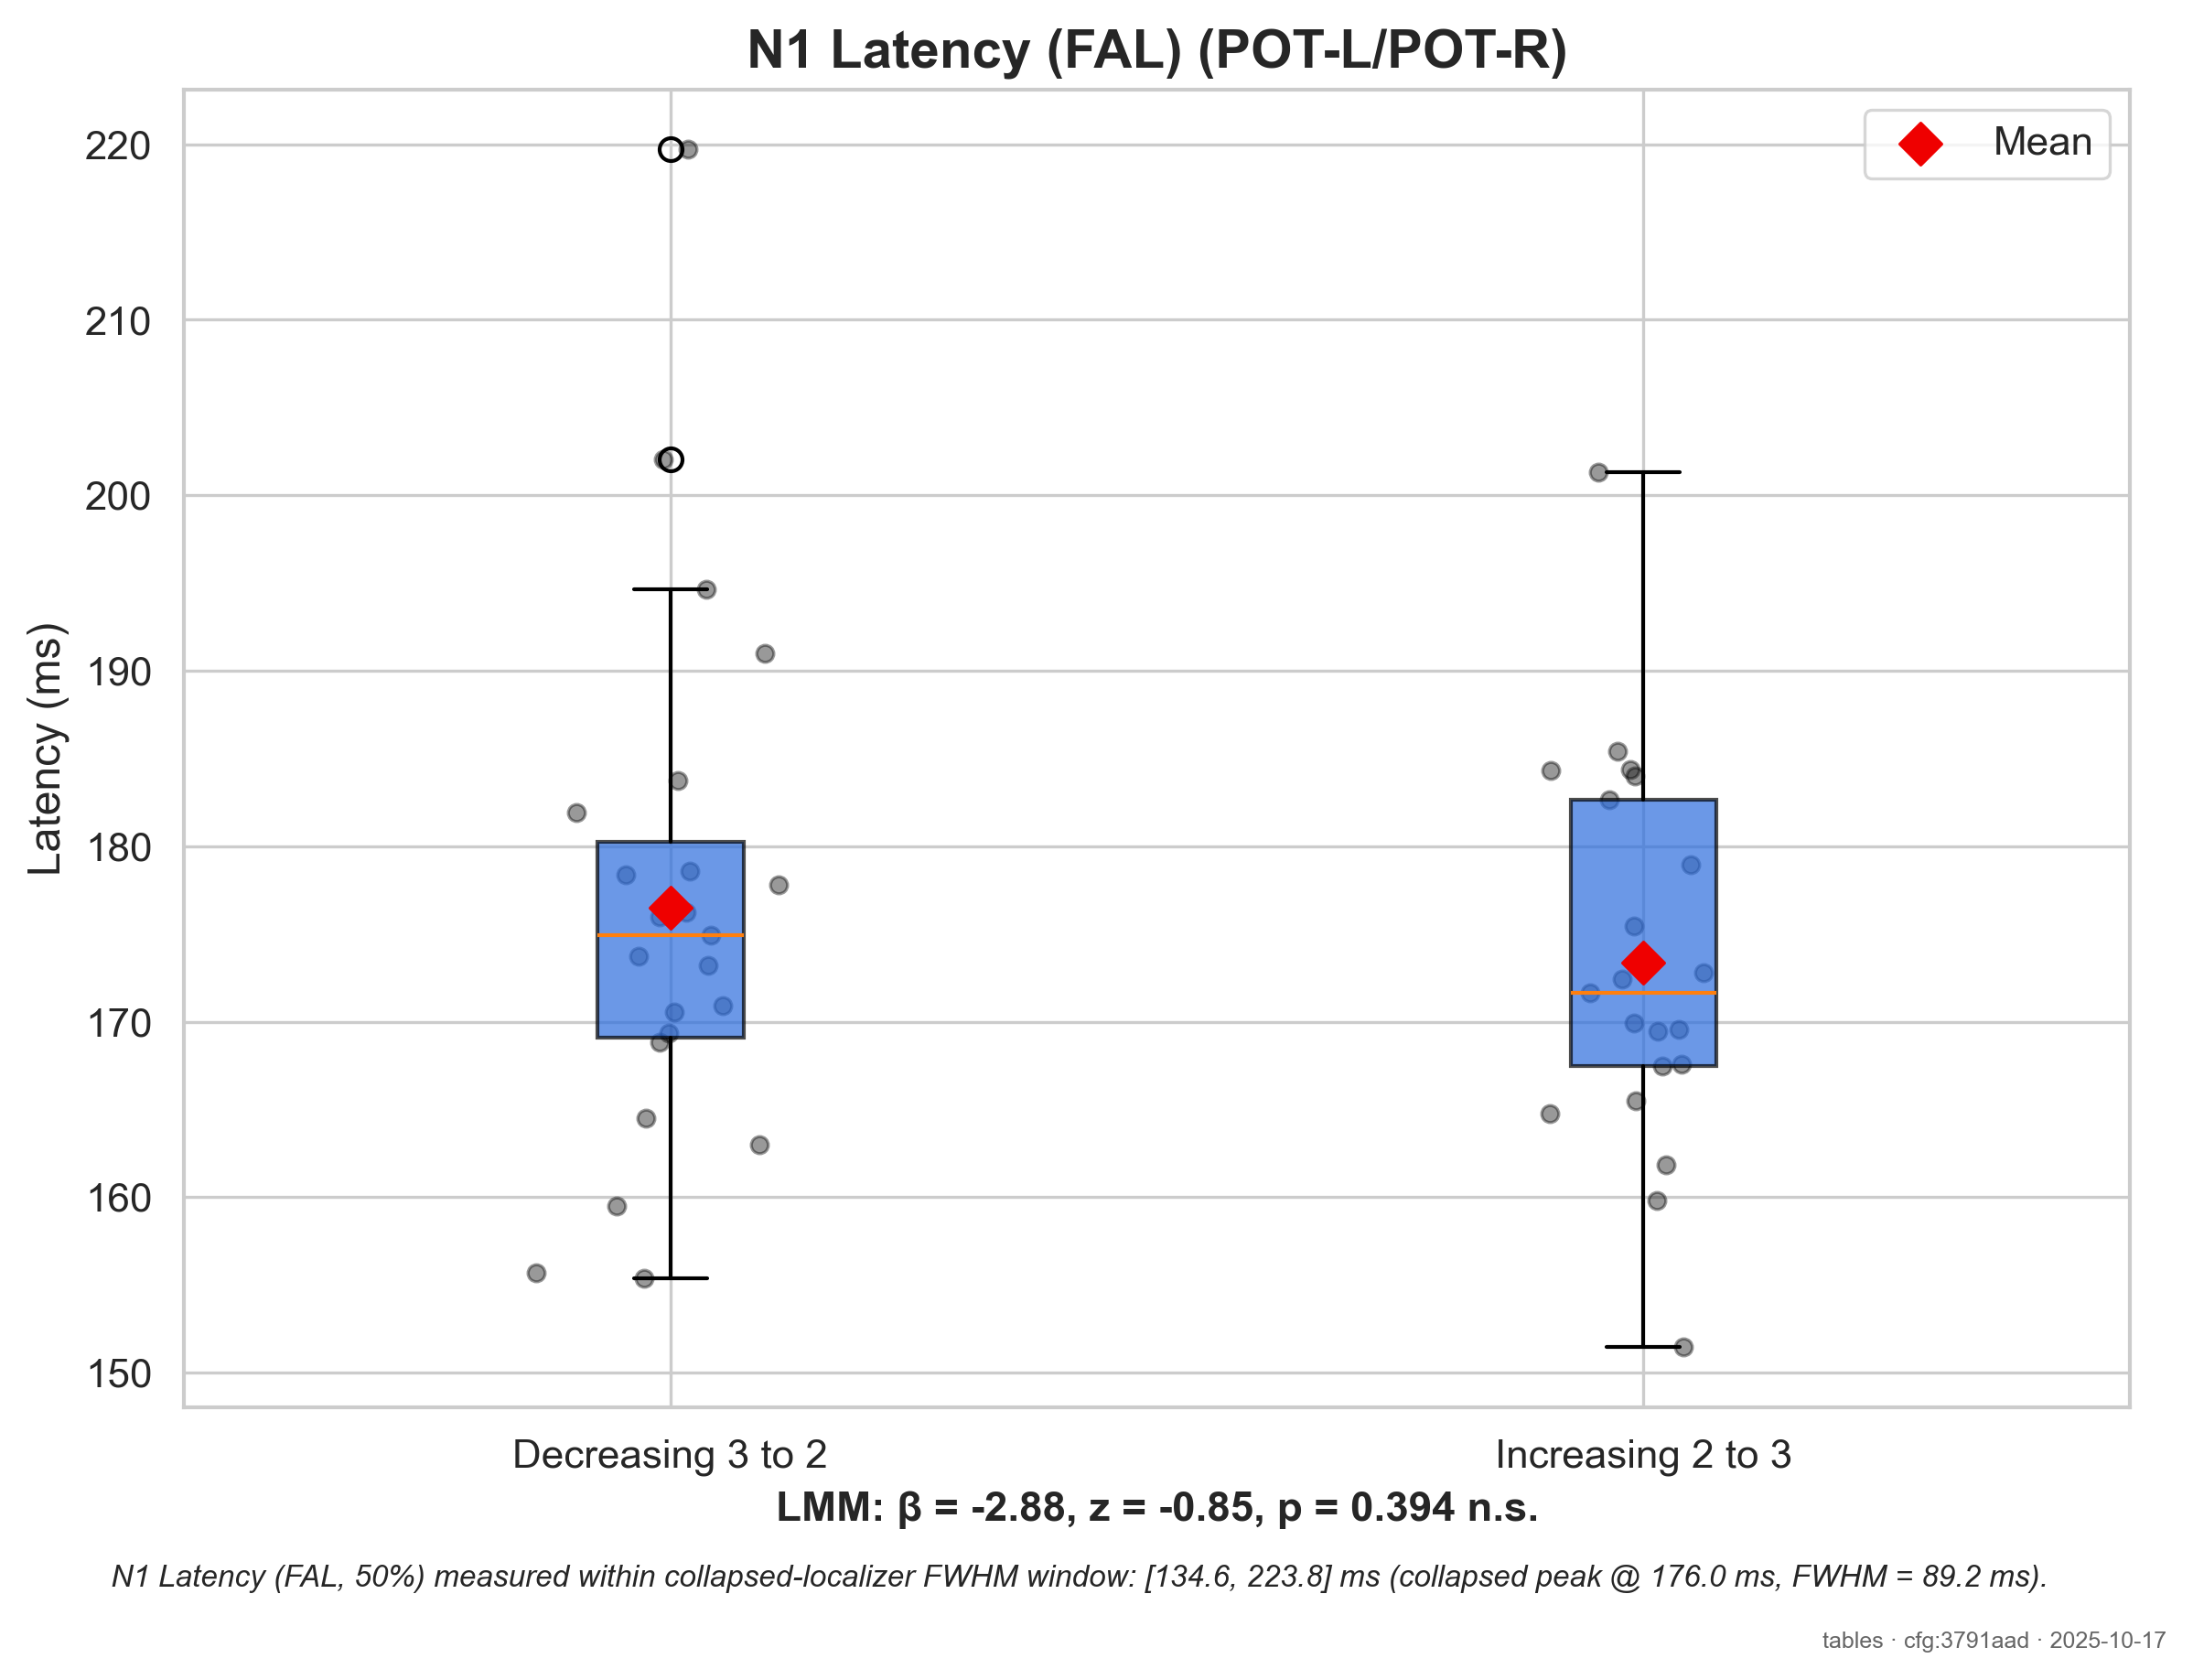 N1 Latency (FAL) (POT-L/POT-R)
Mean
220
210
200
190
180
170
160
150
Latency (ms)
Decreasing 3 to 2
Increasing 2 to 3
LMM: β = -2.88, z = -0.85, p = 0.394 n.s.
N1 Latency (FAL, 50%) measured within collapsed-localizer FWHM window: [134.6, 223.8] ms (collapsed peak @ 176.0 ms, FWHM = 89.2 ms).
tables · cfg:3791aad · 2025-10-17